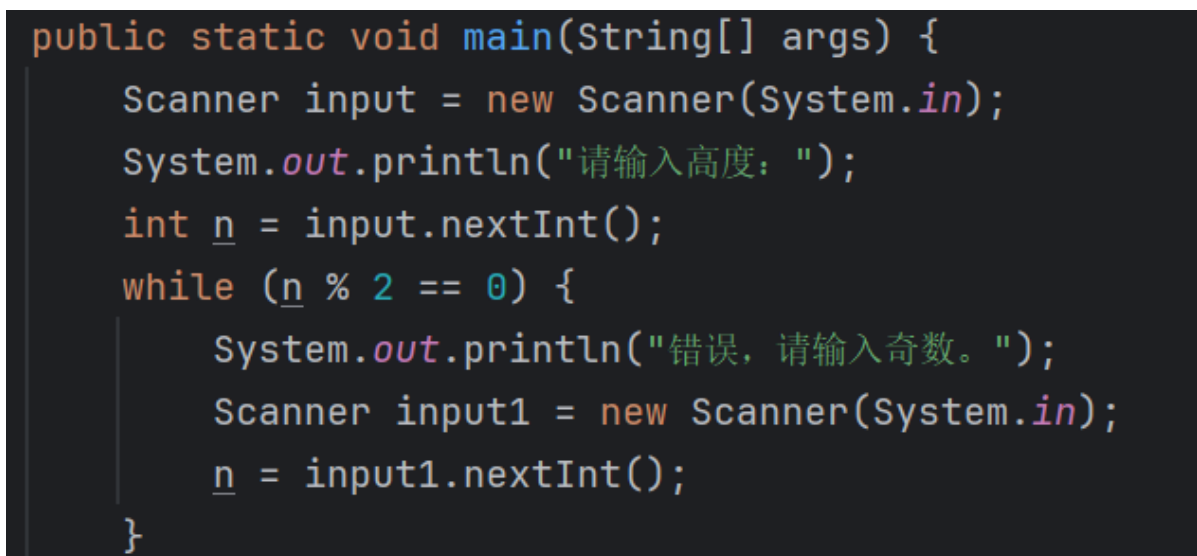 public static void main(String[] args) {
    Scanner input = new Scanner(System.in);
    System.out.println("请输入高度：");
    int n = input.nextInt();
    while (n % 2 == 0) {
        System.out.println("错误，请输入奇数。");
        Scanner input1 = new Scanner(System.in);
        n = input1.nextInt();
    }